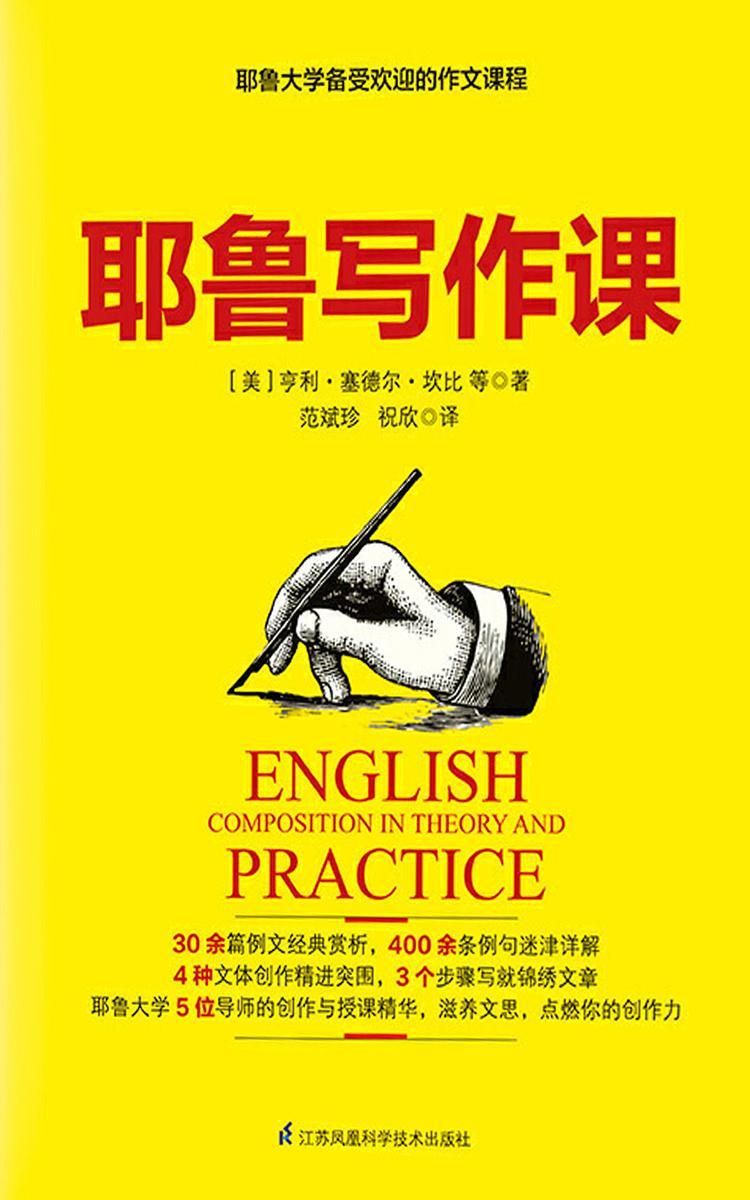 耶鲁大学备受欢迎的作文课程
耶鲁写作课
[美]亨利·塞德尔·坎比 等◎著
范斌珍 祝欣◎译
ENGLISH
COMPOSITION IN THEORY AND
PRACTICE
30余篇例文经典赏析，400余条例句迷津详解
4种文体创作精进突围，3个步骤写就锦绣文章
耶鲁大学5位导师的创作与授课精华，滋养文思，点燃你的创作力
江苏凤凰科学技术出版社